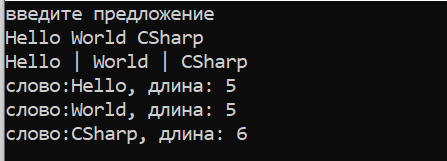 введите предложение
Hello World CSharp
Hello | World | CSharp
слово:Hello, длина: 5
слово:World, длина: 5
слово:CSharp, длина: 6